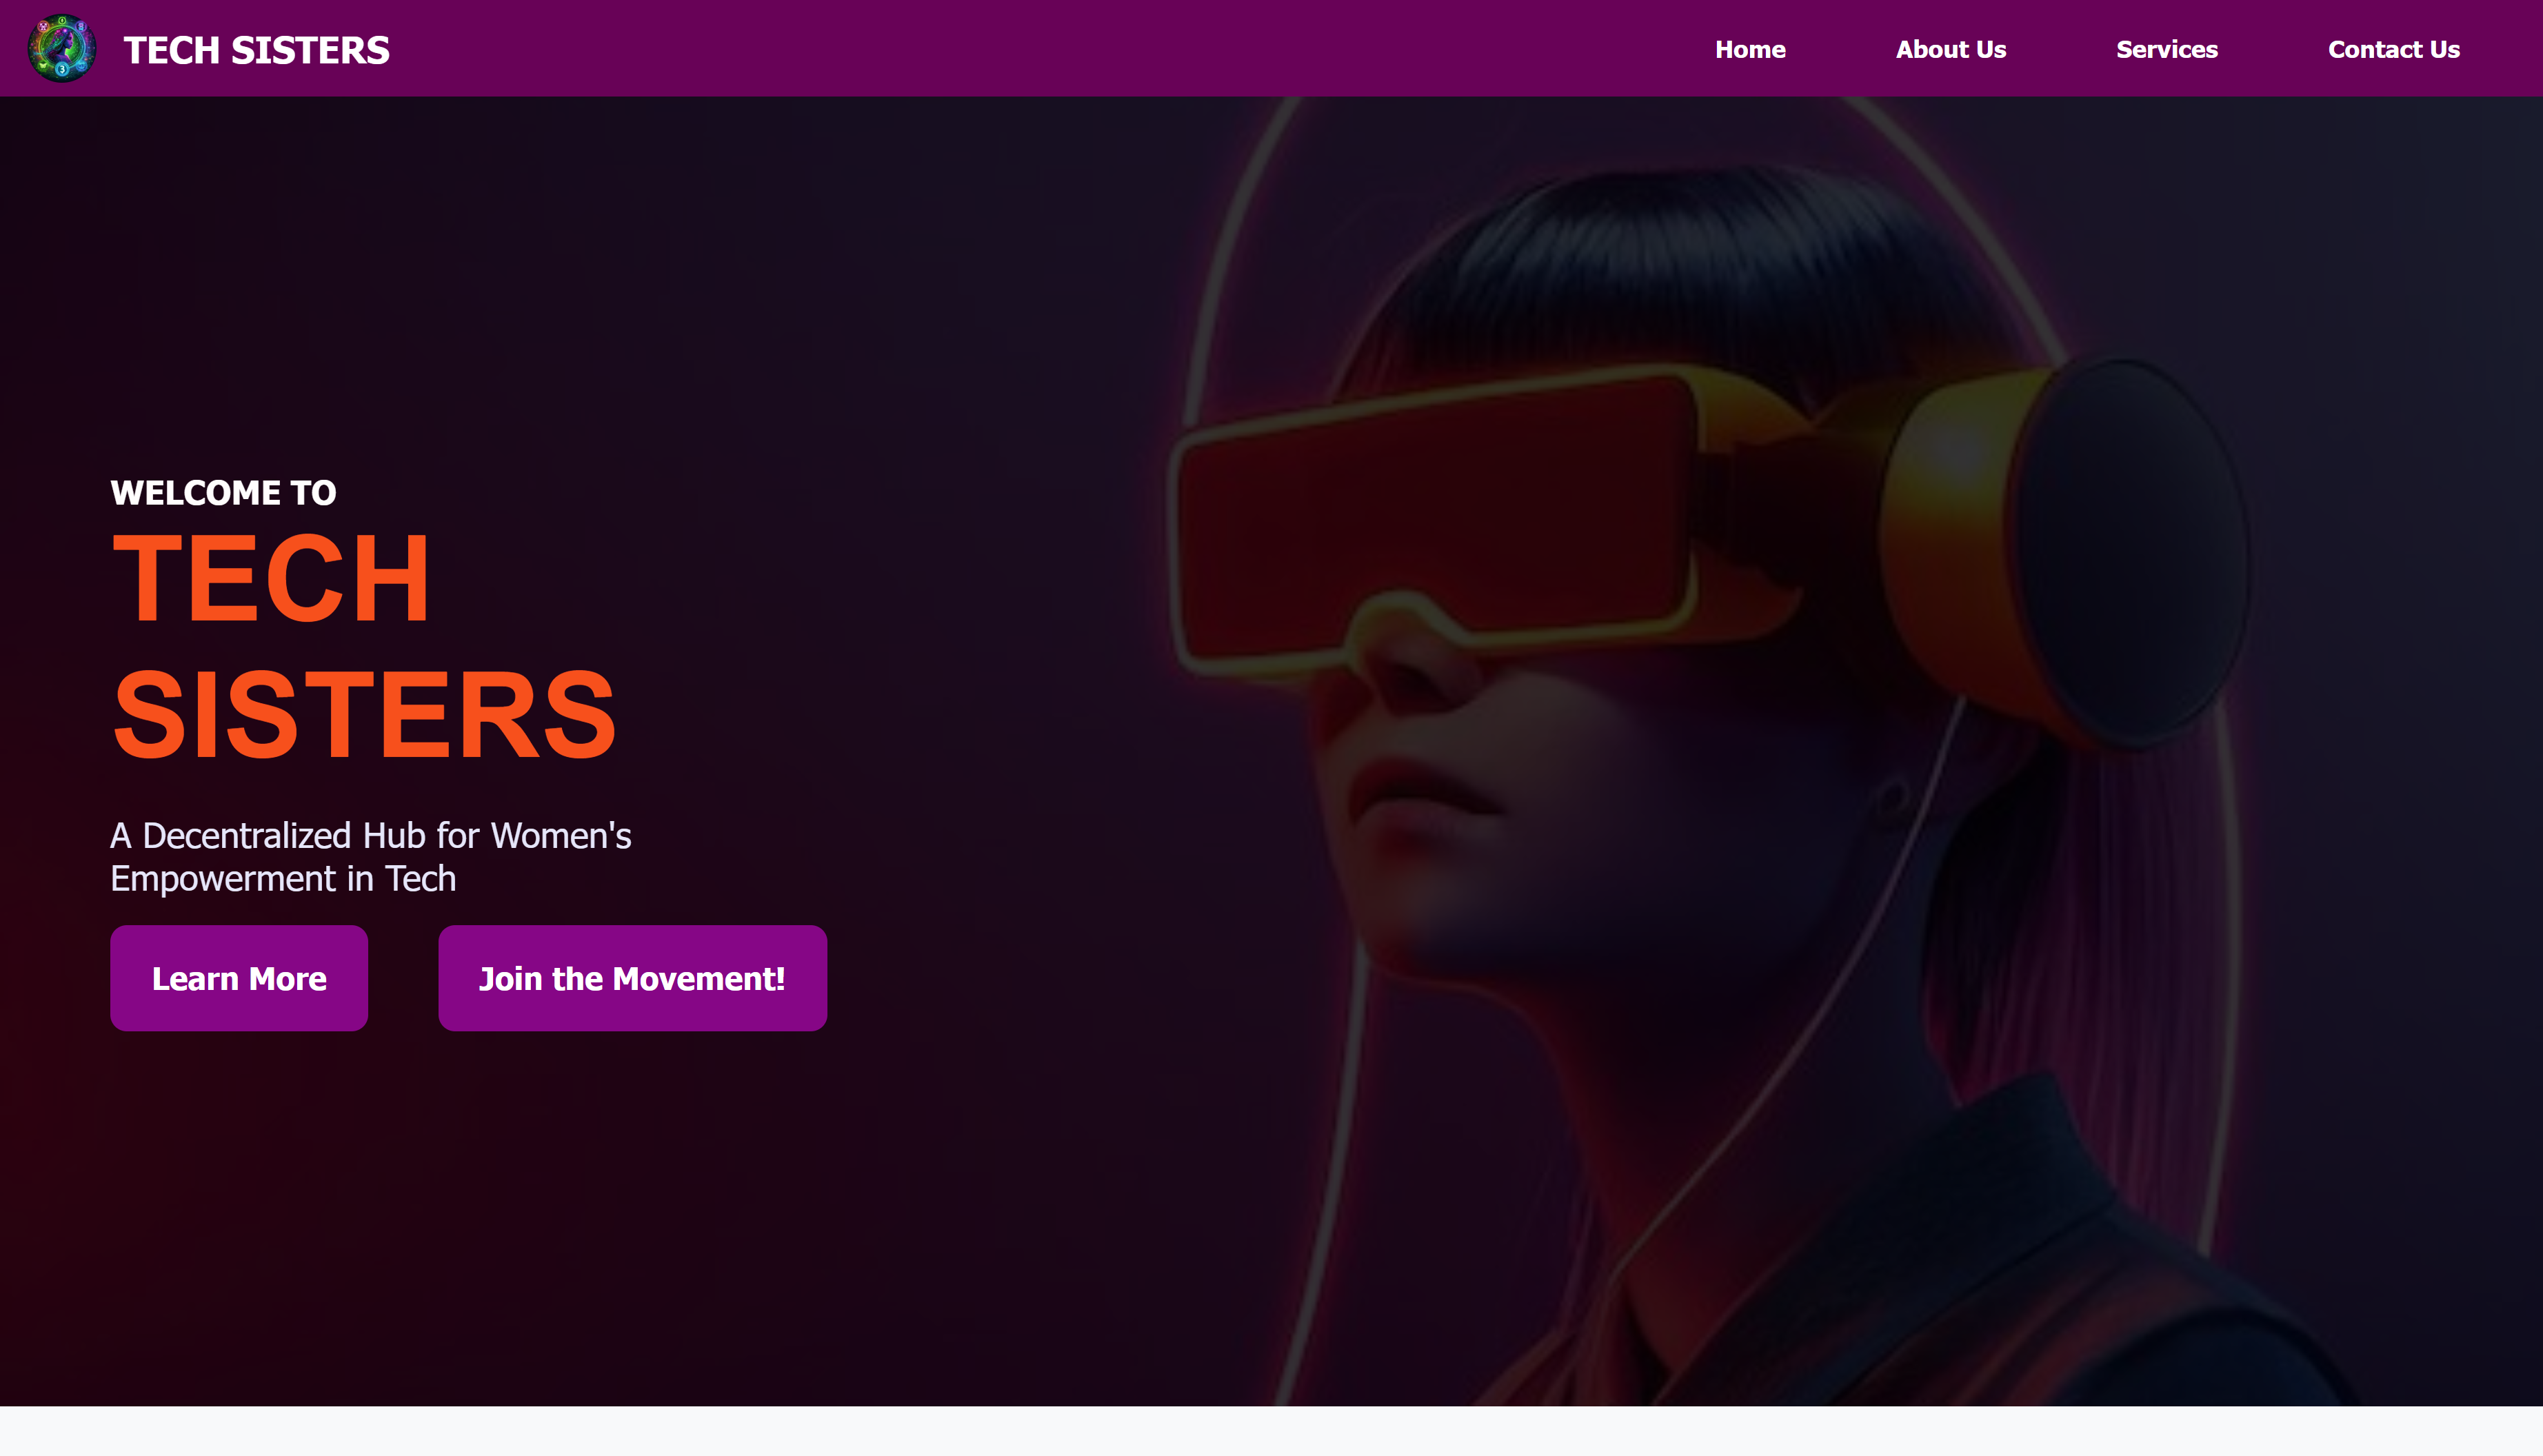 TECH SISTERS
Home
About Us
Services
Contact Us
WELCOME TO
TECH
SISTERS
A Decentralized Hub for Women's
Empowerment in Tech
Learn More
Join the Movement!